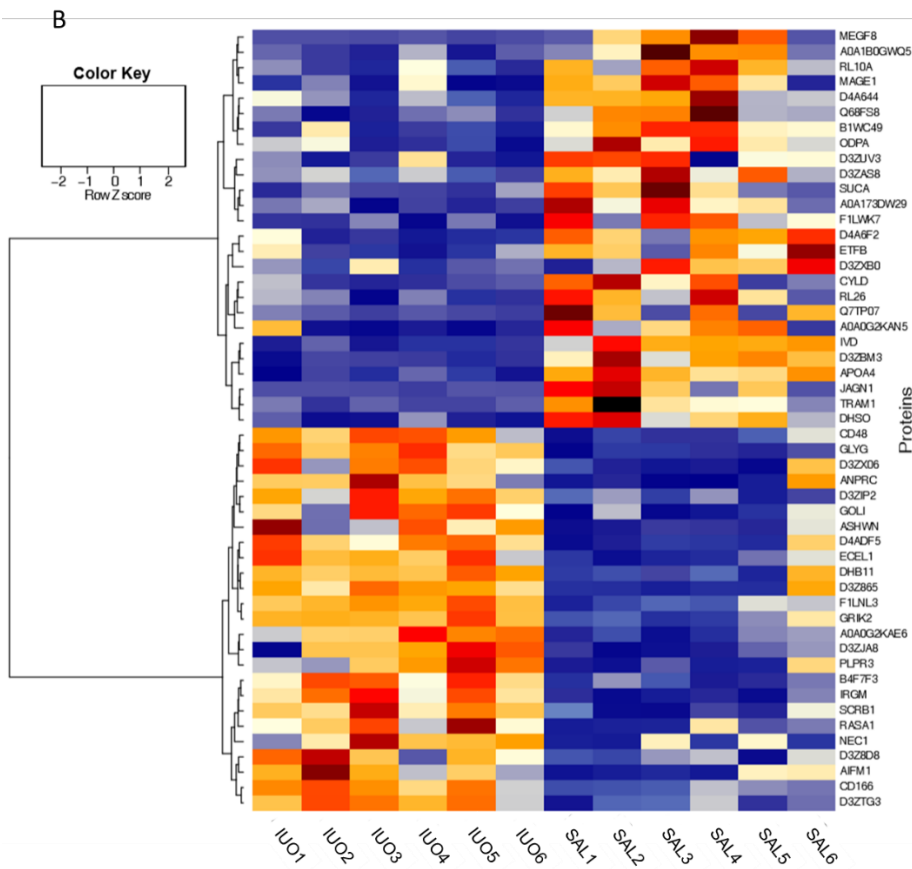 B
Color Key
−2 −1 0 1 2
Row Z score
MEGF8
A0A1B0GWQ5
RL10A
MAGE1
D4A644
Q68FS8
B1WC49
ODPA
D3ZUV3
D3ZAS8
SUCA
A0A173DW29
F1LWK7
D4A6F2
ETFB
D3ZXB0
CYLD
RL26
Q7TP07
A0A0G2KAN5
IVD
D3ZBM3
APOA4
JAGN1
TRAM1
DHSO
CD48
GLYG
D3ZX06
ANPRC
D3ZIP2
GOLI
ASHWN
D4ADF5
ECEL1
DHB11
D3Z865
F1LNL3
GRIK2
A0A0G2KAE6
D3ZJA8
PLPR3
B4F7F3
IRGM
SCRB1
RASA1
NEC1
D3Z8D8
AIFM1
CD166
D3ZTG3
Proteins
IUO1 IUO2 IUO3 IUO4 IUO5 IUO6 SAL1 SAL2 SAL3 SAL4 SAL5 SAL6